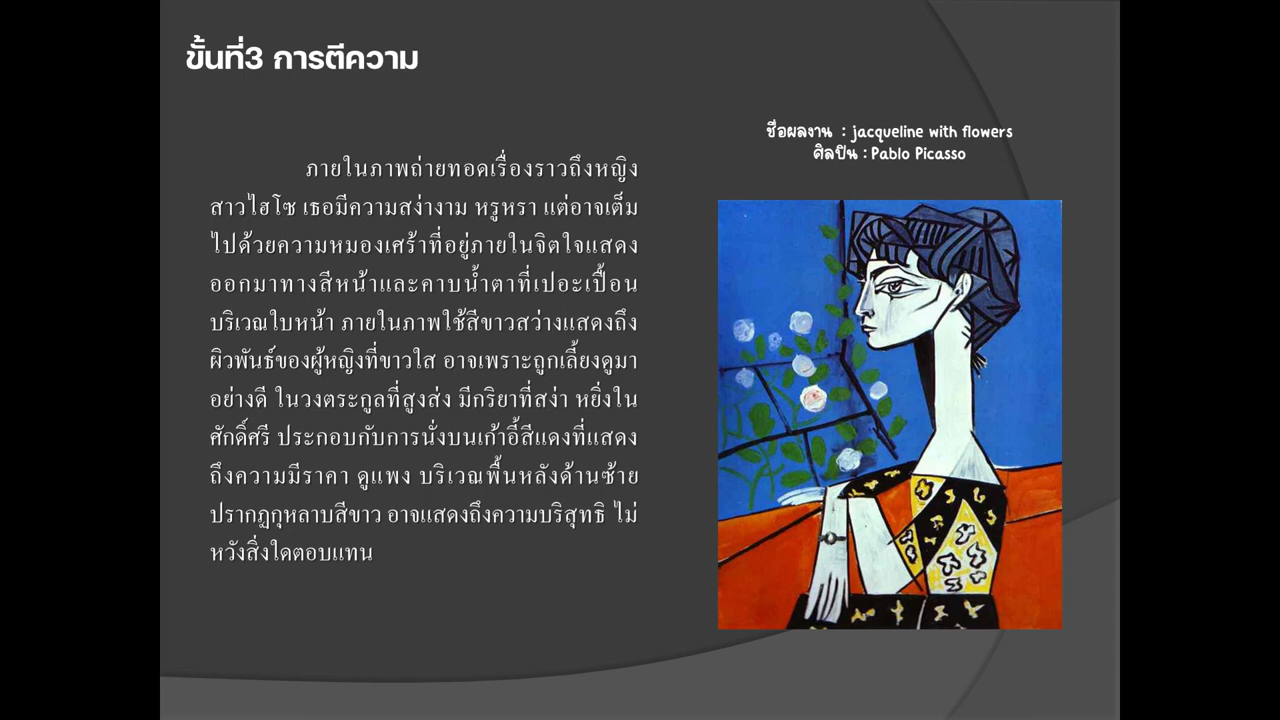 ขั้นที่3 การตีความ
ชื่อผลงาน : jacqueline with flowers
ศิลปิน : Pablo Picasso
ภายในภาพถ่ายทอดเรื่องราวถึงหญิง
สาวไฮโซ เธอมีความสง่างาม หรูหรา แต่อาจเต็ม
ไปด้วยความหมองเศร้าที่อยู่ภายในจิตใจแสดง
ออกมาทางสีหน้าและคาบน้ำตาที่เปอะเปื้อน
บริเวณใบหน้า ภายในภาพใช้สีขาวสว่างแสดงถึง
ผิวพันธ์ของผู้หญิงที่ขาวใส อาจเพราะถูกเลี้ยงดูมา
อย่างดี ในวงตระกูลที่สูงส่ง มีกริยาที่สง่า หยิ่งใน
ศักดิ์ศรี ประกอบกับการนั่งบนเก้าอี้สีแดงที่แสดง
ถึงความมีราคา ดูแพง บริเวณพื้นหลังด้านซ้าย
ปรากฏกุหลาบสีขาว อาจแสดงถึงความบริสุทธิ ไม่
หวังสิ่งใดตอบแทน